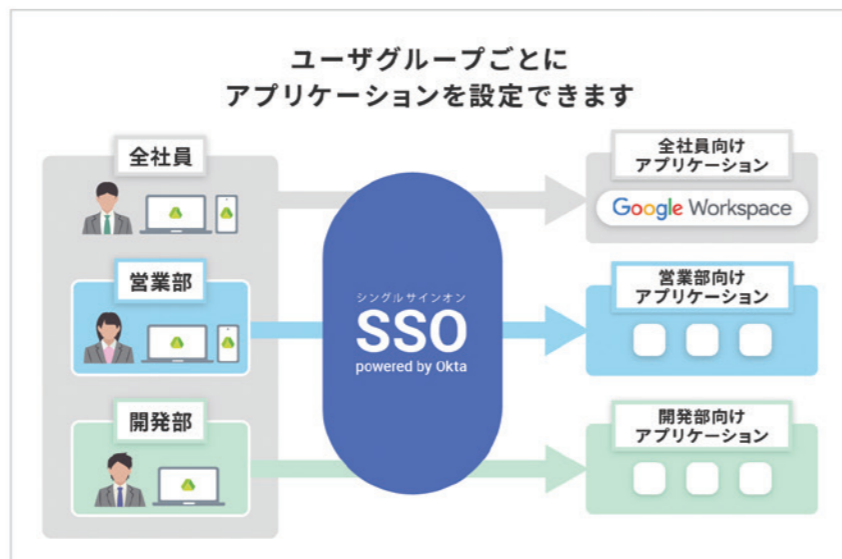 ユーザグループごとに
アプリケーションを設定できます
全社員
全社員向け
アプリケーション
Google Workspace
営業部
シングルサインオン
SSO
powered by Okta
営業部向け
アプリケーション
開発部
開発部向け
アプリケーション